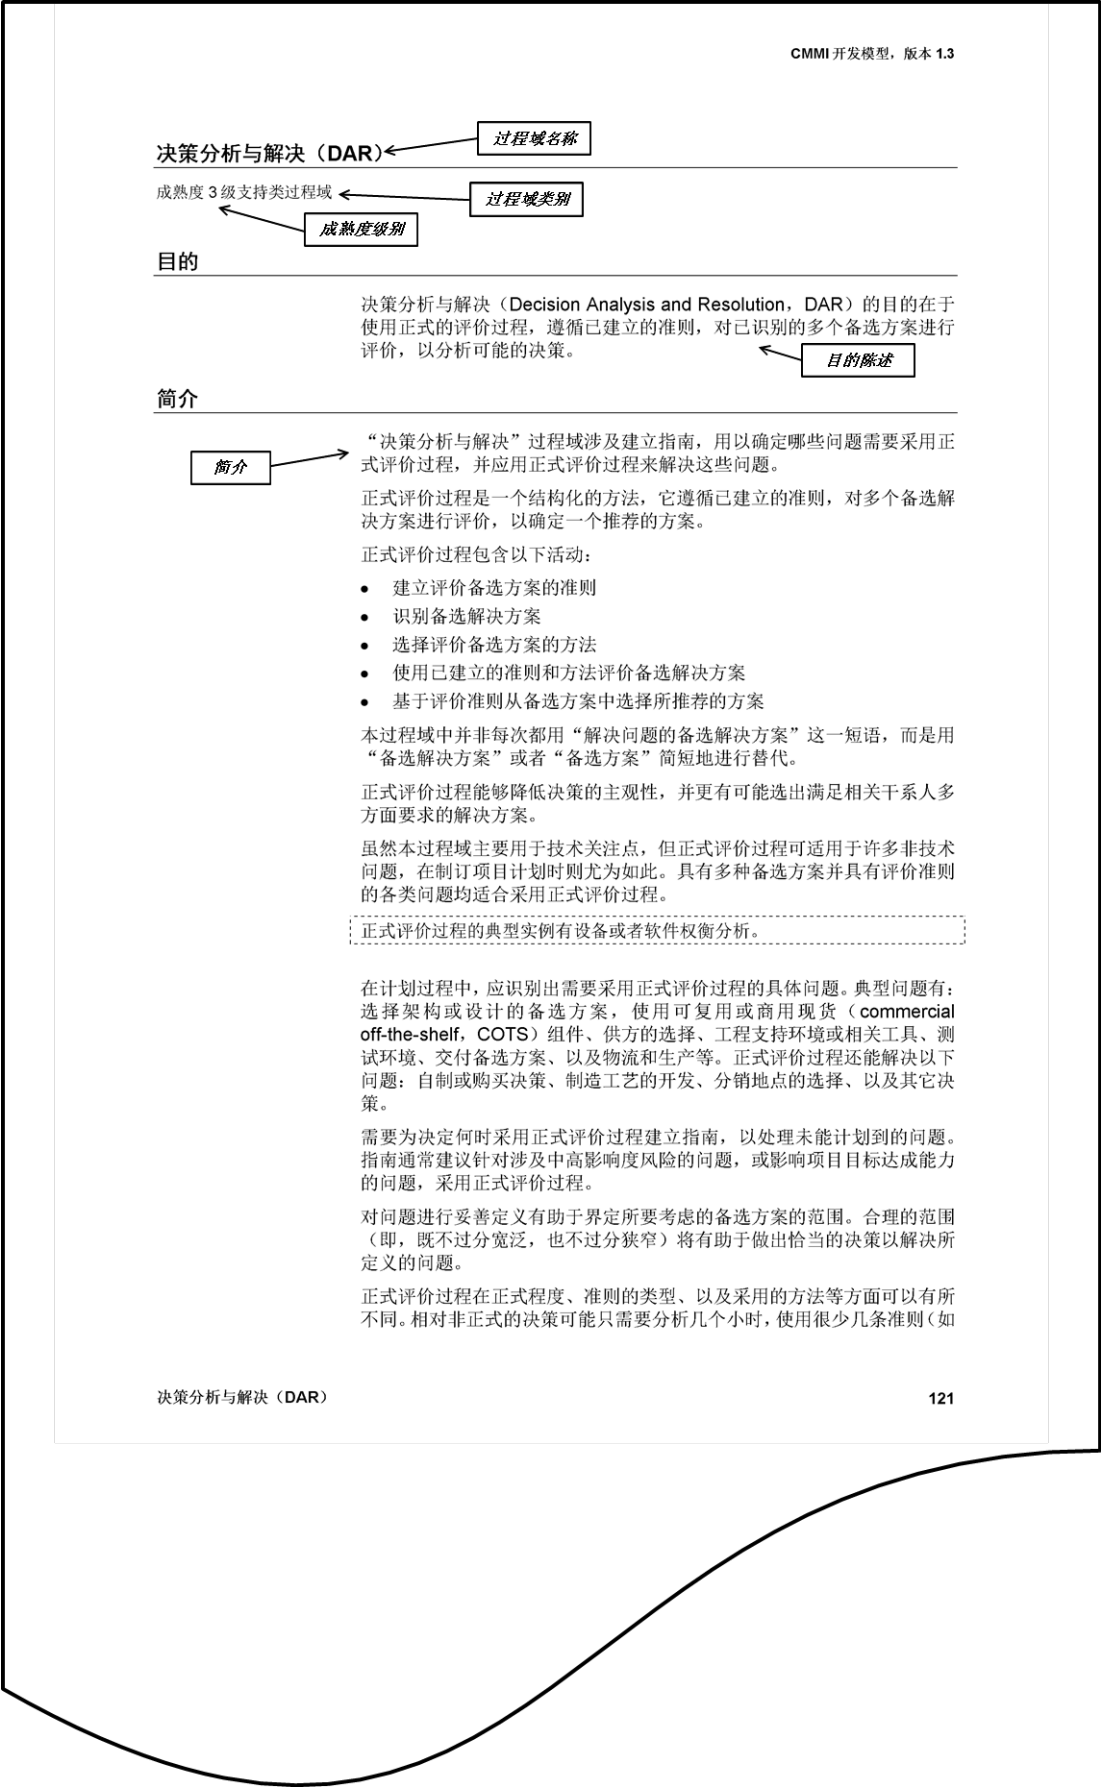 CMMI 开发模型，版本 1.3
过程域名称
决策分析与解决（DAR）
成熟度 3 级支持类过程域
过程域类别
成熟度级别
目的
决策分析与解决（Decision Analysis and Resolution，DAR）的目的在于
使用正式的评价过程，遵循已建立的准则，对已识别的多个备选方案进行
评价，以分析可能的决策。
目的陈述
简介
“决策分析与解决”过程域涉及建立指南，用以确定哪些问题需要采用正
简介
式评价过程，并应用正式评价过程来解决这些问题。
正式评价过程是一个结构化的方法，它遵循已建立的准则，对多个备选解
决方案进行评价，以确定一个推荐的方案。
正式评价过程包含以下活动：
• 建立评价备选方案的准则
• 识别备选解决方案
• 选择评价备选方案的方法
• 使用已建立的准则和方法评价备选解决方案
• 基于评价准则从备选方案中选择所推荐的方案
本过程域中并非每次都用“解决问题的备选解决方案”这一短语，而是用
“备选解决方案”或者“备选方案”简短地进行替代。
正式评价过程能够降低决策的主观性，并更有可能选出满足相关干系人多
方面要求的解决方案。
虽然本过程域主要用于技术关注点，但正式评价过程可适用于许多非技术
问题，在制订项目计划时则尤为如此。具有多种备选方案并具有评价准则
的各类问题均适合采用正式评价过程。
正式评价过程的典型实例有设备或者软件权衡分析。
在计划过程中，应识别出需要采用正式评价过程的具体问题。典型问题有：
选择架构或设计的备选方案，使用可复用或商用现货（commercial
off-the-shelf，COTS）组件、供方的选择、工程支持环境或相关工具、测
试环境、交付备选方案、以及物流和生产等。正式评价过程还能解决以下
问题：自制或购买决策、制造工艺的开发、分销地点的选择、以及其它决
策。
需要为决定何时采用正式评价过程建立指南，以处理未能计划到的问题。
指南通常建议针对涉及中高影响度风险的问题，或影响项目目标达成能力
的问题，采用正式评价过程。
对问题进行妥善定义有助于界定所要考虑的备选方案的范围。合理的范围
（即，既不过分宽泛，也不过分狭窄）将有助于做出恰当的决策以解决所
定义的问题。
正式评价过程在正式程度、准则的类型、以及采用的方法等方面可以有所
不同。相对非正式的决策可能只需要分析几个小时，使用很少几条准则（如
决策分析与解决（DAR）
121